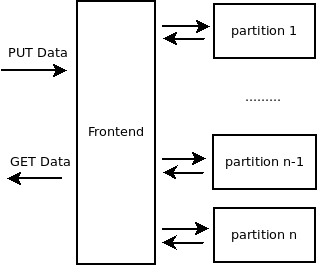 PUT Data
GET Data
Frontend
partition 1
.........
partition n-1
partition n